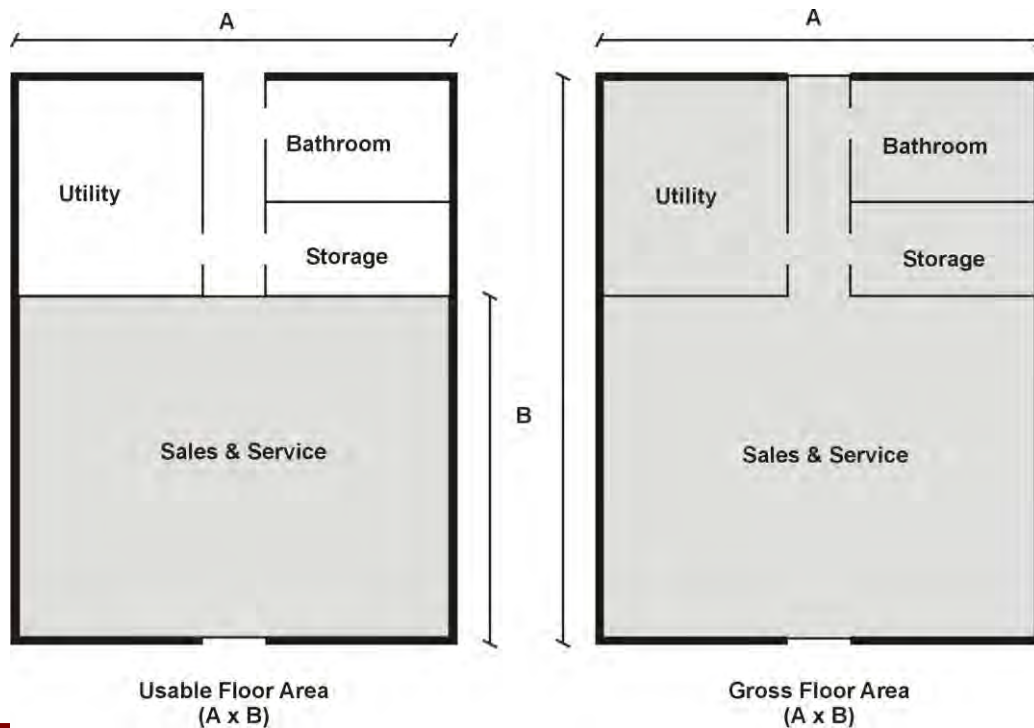 A
Utility
Bathroom
Storage
Sales & Service
B
Usable Floor Area
(A x B)
A
Utility
Bathroom
Storage
Sales & Service
Gross Floor Area
(A x B)